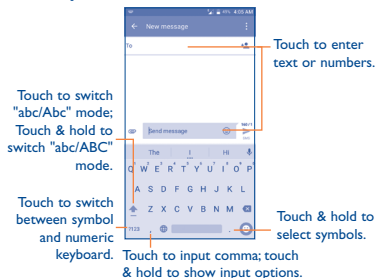 49% 4:05 AM
New message
To
Touch to enter
text or numbers.
Touch to switch
"abc/Abc" mode;
Touch & hold to
switch "abc/ABC"
mode.
Send message
The I Hi
Q W E R T Y U I O P
A S D F G H J K L
Z X C V B N M
Touch to switch
between symbol
and numeric
keyboard.
?123 , .
Touch & hold to
select symbols.
Touch to input comma; touch
& hold to show input options.